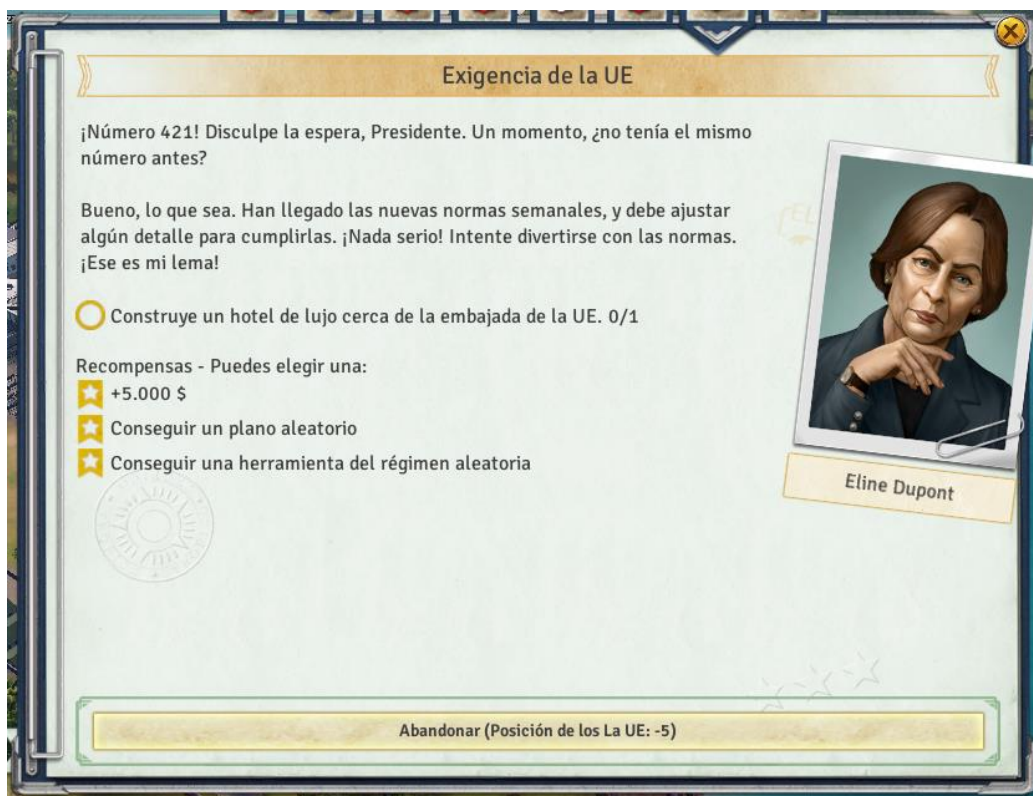 Exigencia de la UE
¡Número 421! Disculpe la espera, Presidente. Un momento, ¿no tenía el mismo
número antes?
Bueno, lo que sea. Han llegado las nuevas normas semanales, y debe ajustar
algún detalle para cumplirlas. ¡Nada serio! Intente divertirse con las normas.
¡Ese es mi lema!
Construye un hotel de lujo cerca de la embajada de la UE. 0/1
Recompensas - Puedes elegir una:
+5.000 $
Conseguir un plano aleatorio
Conseguir una herramienta del régimen aleatoria
Eline Dupont
Abandonar (Posición de los La UE: -5)